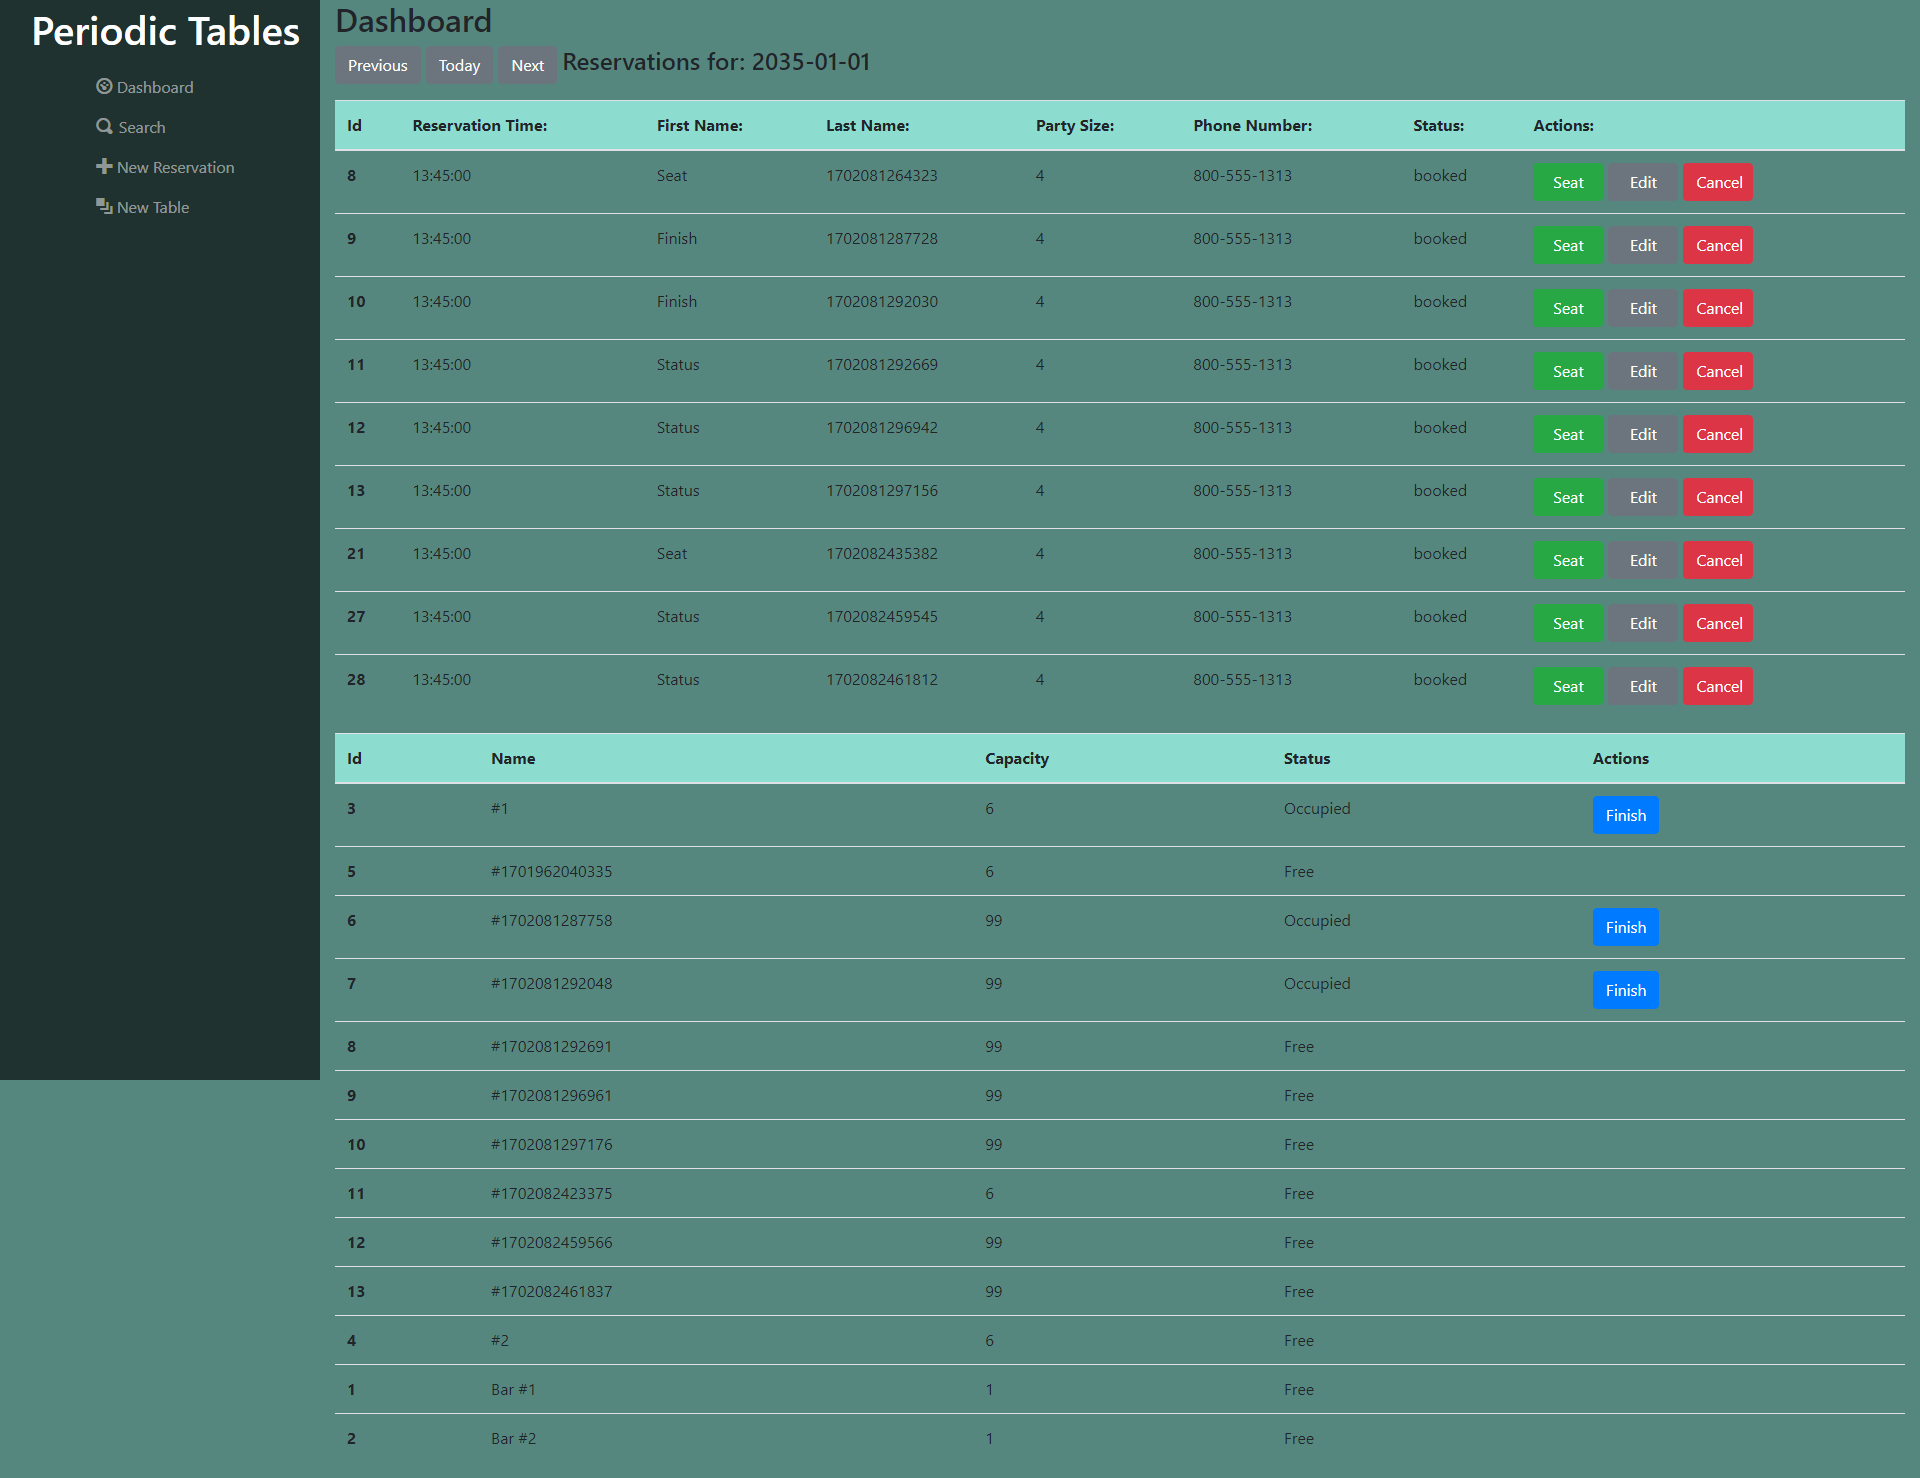 Periodic Tables
Dashboard
Search
New Reservation
New Table
Dashboard
Previous Today Next Reservations for: 2035-01-01
Id Reservation Time: First Name: Last Name: Party Size: Phone Number: Status: Actions:
8 13:45:00 Seat 1702081264323 4 800-555-1313 booked Seat Edit Cancel
9 13:45:00 Finish 1702081287728 4 800-555-1313 booked Seat Edit Cancel
10 13:45:00 Finish 1702081292030 4 800-555-1313 booked Seat Edit Cancel
11 13:45:00 Status 1702081292669 4 800-555-1313 booked Seat Edit Cancel
12 13:45:00 Status 1702081296942 4 800-555-1313 booked Seat Edit Cancel
13 13:45:00 Status 1702081297156 4 800-555-1313 booked Seat Edit Cancel
21 13:45:00 Seat 1702082435382 4 800-555-1313 booked Seat Edit Cancel
27 13:45:00 Status 1702082459545 4 800-555-1313 booked Seat Edit Cancel
28 13:45:00 Status 1702082461812 4 800-555-1313 booked Seat Edit Cancel
Id Name Capacity Status Actions
3 #1 6 Occupied Finish
5 #1701962040335 6 Free
6 #1702081287758 99 Occupied Finish
7 #1702081292048 99 Occupied Finish
8 #1702081292691 99 Free
9 #1702081296961 99 Free
10 #1702081297176 99 Free
11 #1702082423375 6 Free
12 #1702082459566 99 Free
13 #1702082461837 99 Free
4 #2 6 Free
1 Bar #1 1 Free
2 Bar #2 1 Free